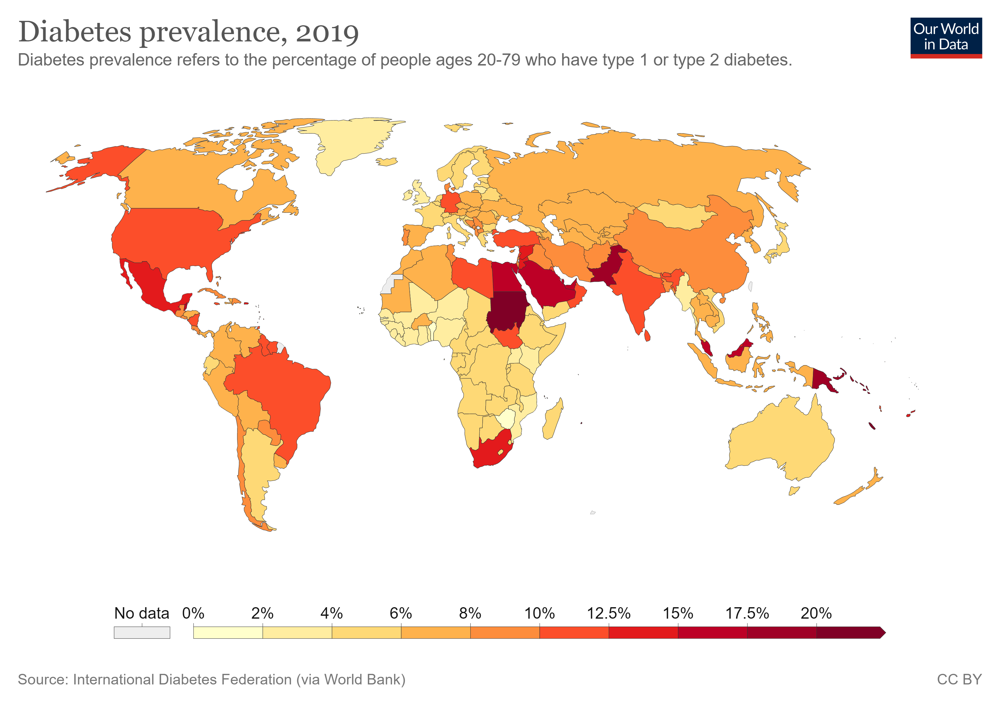 Diabetes prevalence, 2019
Diabetes prevalence refers to the percentage of people ages 20-79 who have type 1 or type 2 diabetes.
Our World
in Data
No data 0% 2% 4% 6% 8% 10% 12.5% 15% 17.5% 20%
Source: International Diabetes Federation (via World Bank)
CC BY